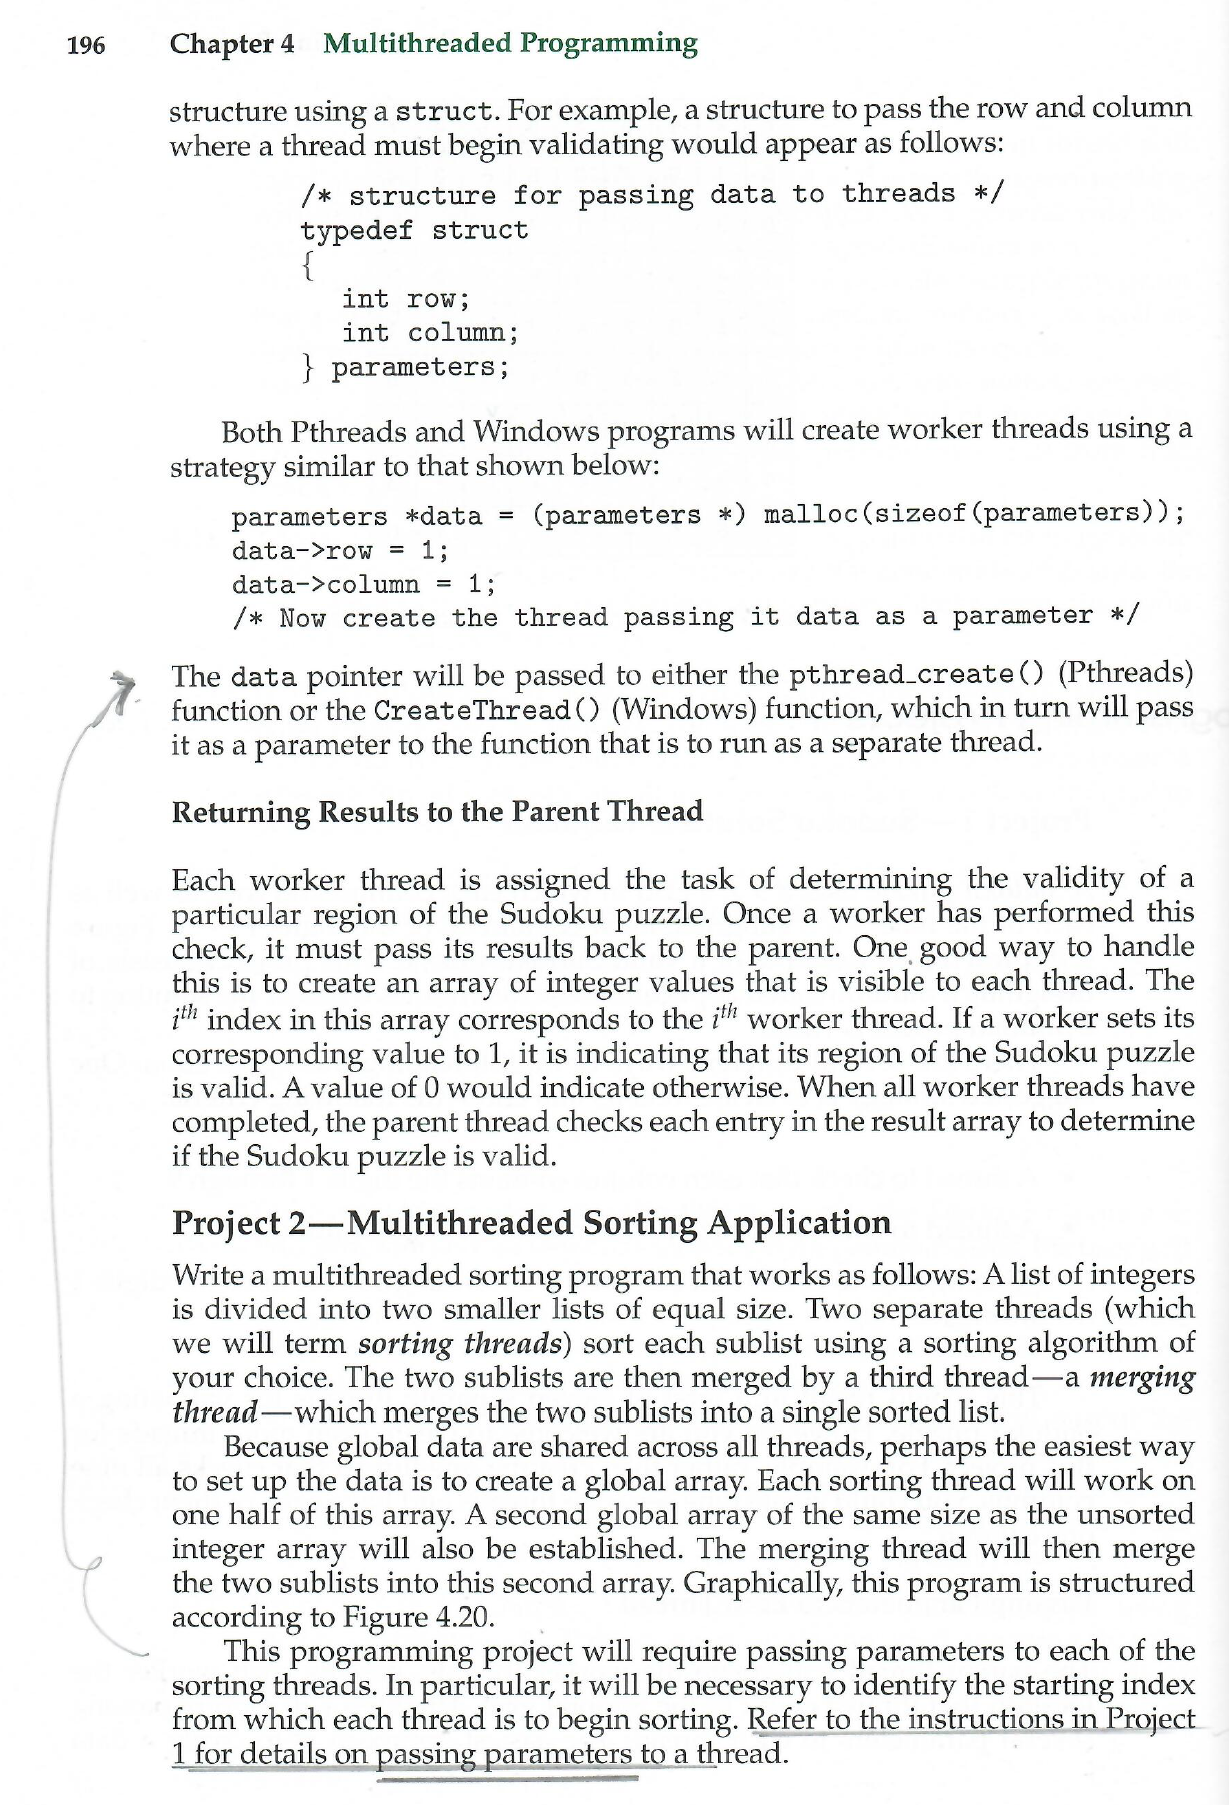 196 Chapter 4 Multithreaded Programming
structure using a struct. For example, a structure to pass the row and column
where a thread must begin validating would appear as follows:
/* structure for passing data to threads */
typedef struct
{
int row;
int column;
} parameters;
Both Pthreads and Windows programs will create worker threads using a
strategy similar to that shown below:
parameters *data = (parameters *) malloc(sizeof(parameters));
data->row = 1;
data->column = 1;
/* Now create the thread passing it data as a parameter */
The data pointer will be passed to either the pthread_create() (Pthreads)
function or the CreateThread() (Windows) function, which in turn will pass
it as a parameter to the function that is to run as a separate thread.
Returning Results to the Parent Thread
Each worker thread is assigned the task of determining the validity of a
particular region of the Sudoku puzzle. Once a worker has performed this
check, it must pass its results back to the parent. One good way to handle
this is to create an array of integer values that is visible to each thread. The
ith index in this array corresponds to the ith worker thread. If a worker sets its
corresponding value to 1, it is indicating that its region of the Sudoku puzzle
is valid. A value of 0 would indicate otherwise. When all worker threads have
completed, the parent thread checks each entry in the result array to determine
if the Sudoku puzzle is valid.
Project 2—Multithreaded Sorting Application
Write a multithreaded sorting program that works as follows: A list of integers
is divided into two smaller lists of equal size. Two separate threads (which
we will term sorting threads) sort each sublist using a sorting algorithm of
your choice. The two sublists are then merged by a third thread—a merging
thread—which merges the two sublists into a single sorted list.
Because global data are shared across all threads, perhaps the easiest way
to set up the data is to create a global array. Each sorting thread will work on
one half of this array. A second global array of the same size as the unsorted
integer array will also be established. The merging thread will then merge
the two sublists into this second array. Graphically, this program is structured
according to Figure 4.20.
This programming project will require passing parameters to each of the
sorting threads. In particular, it will be necessary to identify the starting index
from which each thread is to begin sorting. Refer to the instructions in Project
1 for details on passing parameters to a thread.